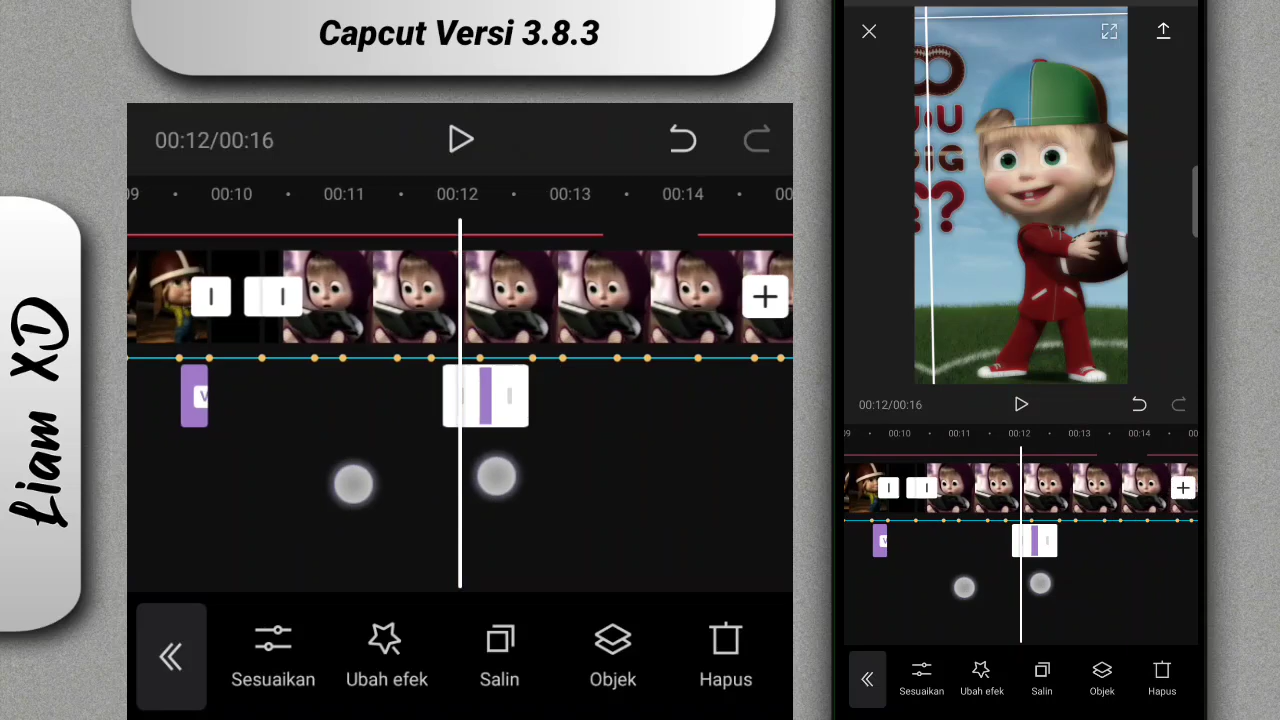 Capcut Versi 3.8.3
Liam XD
00:12/00:16
00:10
00:11
00:12
00:13
00:14
00
Sesuaikan
Ubah efek
Salin
Objek
Hapus
00:12/00:16
00:10
00:11
00:12
00:13
00:14
00
Sesuaikan
Ubah efek
Salin
Objek
Hapus